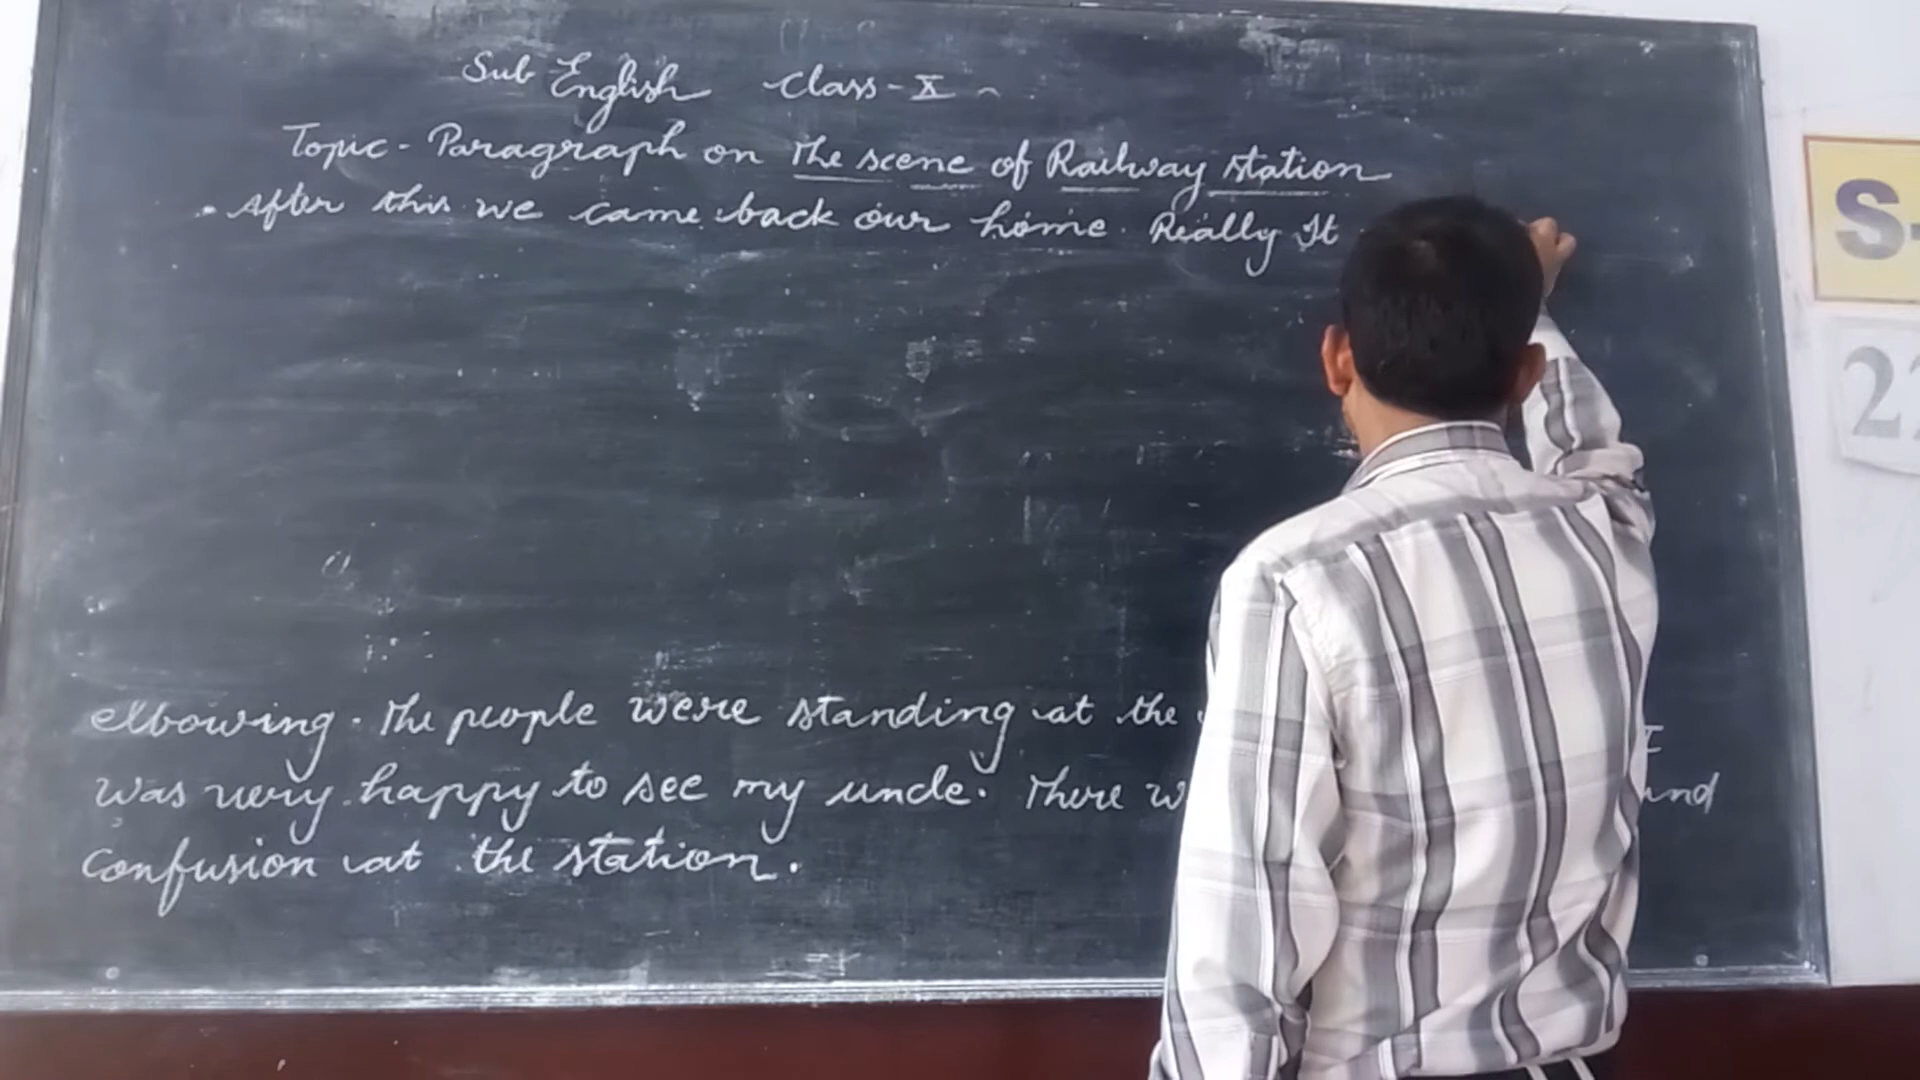 Sub English Class - X
Topic - Paragraph on the scene of Railway station
After this we came back our home. Really It
elbowing. The people were standing at the
I
was very happy to see my uncle. There
and
confusion at the station.
S-
22